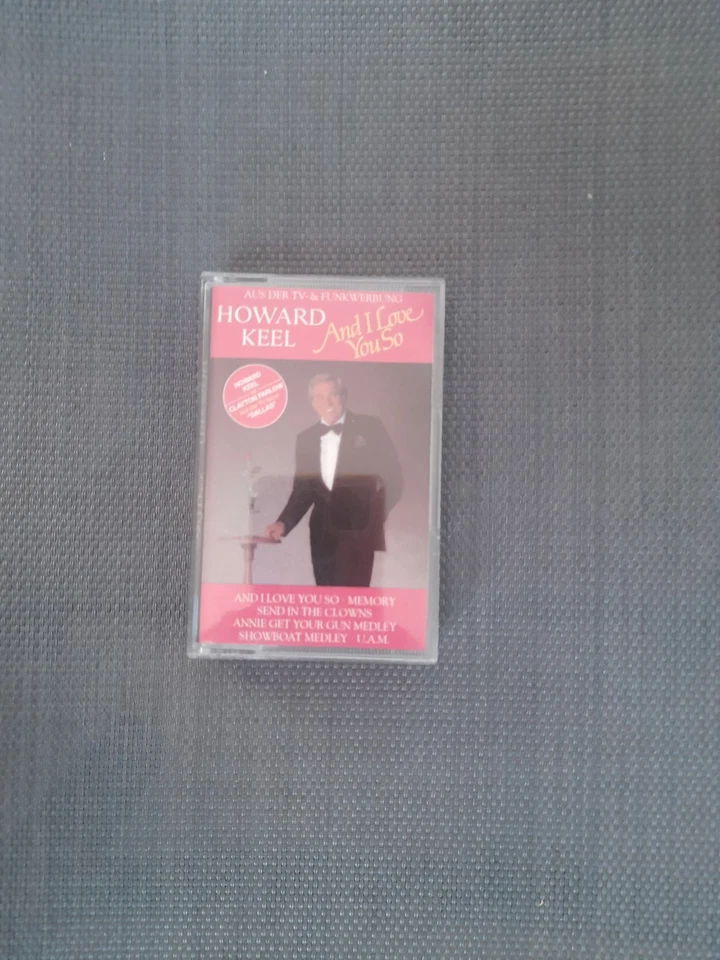 AUS DER TV- & FUNKWERBUNG
HOWARD
KEEL
And I Love
You So
HOWARD
KEEL
CLAYTON FARLOW
"DALLAS"
AND I LOVE YOU SO · MEMORY
SEND IN THE CLOWNS
ANNIE GET YOUR GUN MEDLEY
SHOWBOAT MEDLEY · U.A.M.